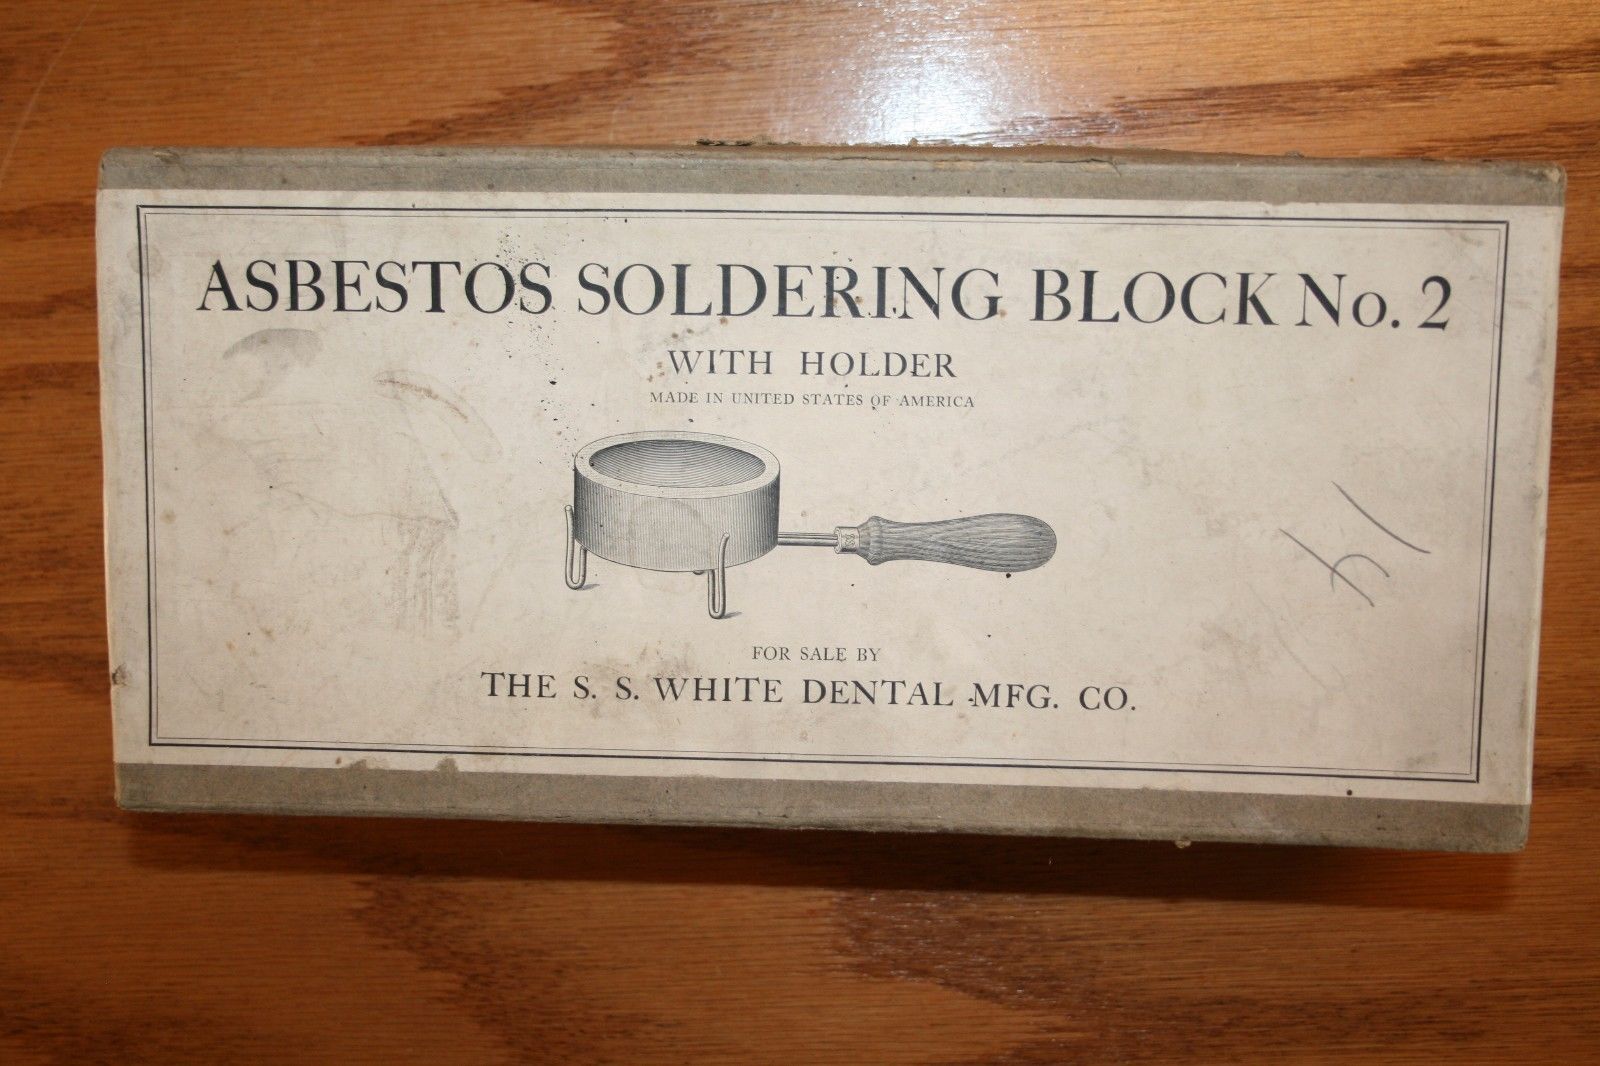 ASBESTOS SOLDERING BLOCK No. 2
WITH HOLDER
MADE IN UNITED STATES OF AMERICA
FOR SALE BY
THE S. S. WHITE DENTAL MFG. CO.